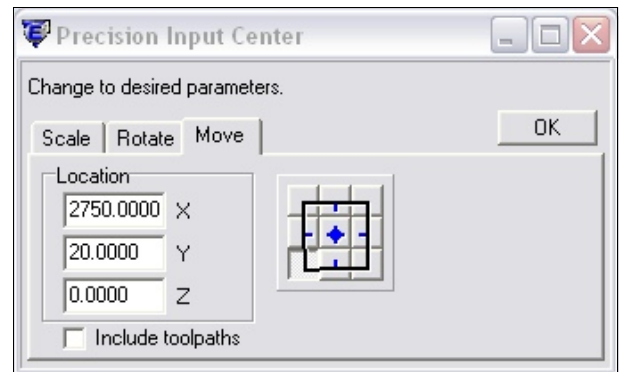 Precision Input Center
Change to desired parameters.
OK
Scale Rotate Move
Location
2750.0000 X
20.0000 Y
0.0000 Z
Include toolpaths